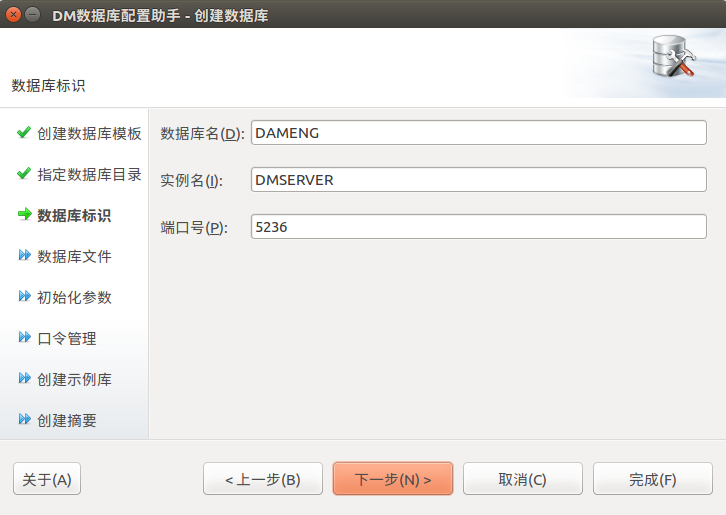 DM数据库配置助手 - 创建数据库
数据库标识
创建数据库模板
指定数据库目录
数据库标识
数据库文件
初始化参数
口令管理
创建示例库
创建摘要
数据库名(D): DAMENG
实例名(I): DMSERVER
端口号(P): 5236
关于(A)
< 上一步(B)
下一步(N) >
取消(C)
完成(F)